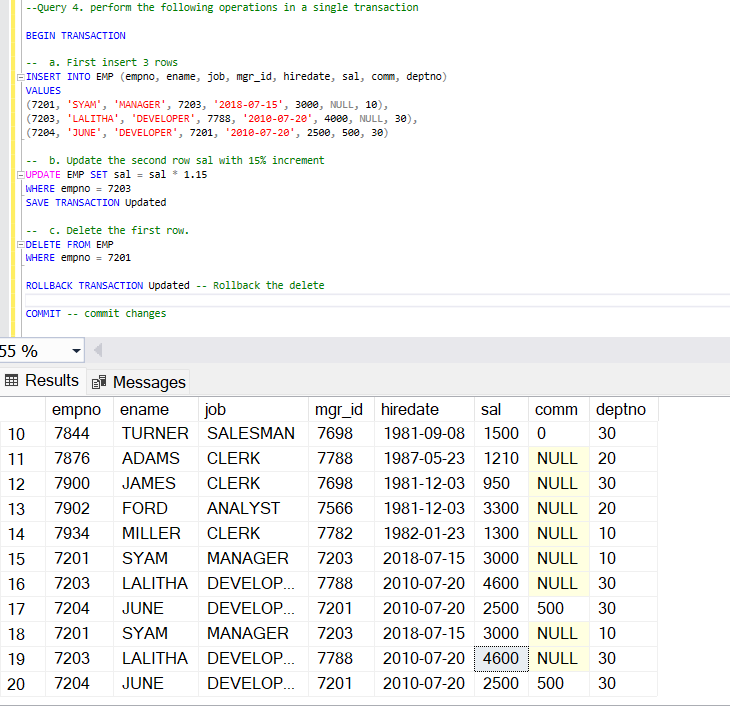 --Query 4. perform the following operations in a single transaction
BEGIN TRANSACTION
--  a. First insert 3 rows
INSERT INTO EMP (empno, ename, job, mgr_id, hiredate, sal, comm, deptno)
VALUES
(7201, 'SYAM', 'MANAGER', 7203, '2018-07-15', 3000, NULL, 10),
(7203, 'LALITHA', 'DEVELOPER', 7788, '2010-07-20', 4000, NULL, 30),
(7204, 'JUNE', 'DEVELOPER', 7201, '2010-07-20', 2500, 500, 30)
--  b. Update the second row sal with 15% increment
UPDATE EMP SET sal = sal * 1.15
WHERE empno = 7203
SAVE TRANSACTION Updated
--  c. Delete the first row.
DELETE FROM EMP
WHERE empno = 7201
ROLLBACK TRANSACTION Updated -- Rollback the delete
COMMIT -- commit changes
55 %
Results Messages
empno ename job mgr_id hiredate sal comm deptno
10 7844 TURNER SALESMAN 7698 1981-09-08 1500 0 30
11 7876 ADAMS CLERK 7788 1987-05-23 1210 NULL 20
12 7900 JAMES CLERK 7698 1981-12-03 950 NULL 30
13 7902 FORD ANALYST 7566 1981-12-03 3300 NULL 20
14 7934 MILLER CLERK 7782 1982-01-23 1300 NULL 10
15 7201 SYAM MANAGER 7203 2018-07-15 3000 NULL 10
16 7203 LALITHA DEVELOP... 7788 2010-07-20 4600 NULL 30
17 7204 JUNE DEVELOP... 7201 2010-07-20 2500 500 30
18 7201 SYAM MANAGER 7203 2018-07-15 3000 NULL 10
19 7203 LALITHA DEVELOP... 7788 2010-07-20 4600 NULL 30
20 7204 JUNE DEVELOP... 7201 2010-07-20 2500 500 30